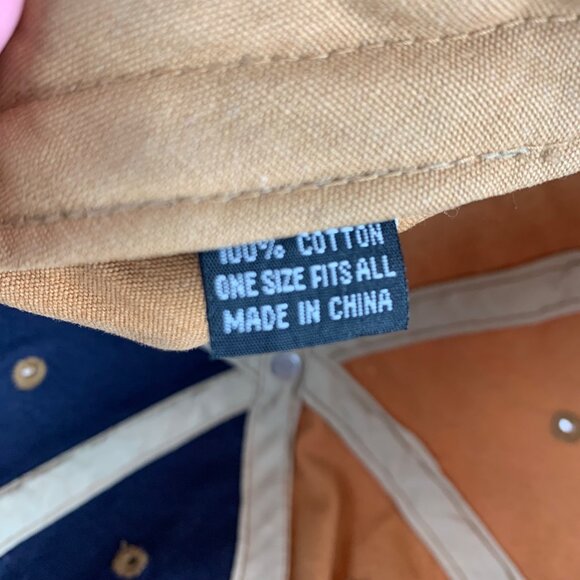 100% COTTON
ONE SIZE FITS ALL
MADE IN CHINA